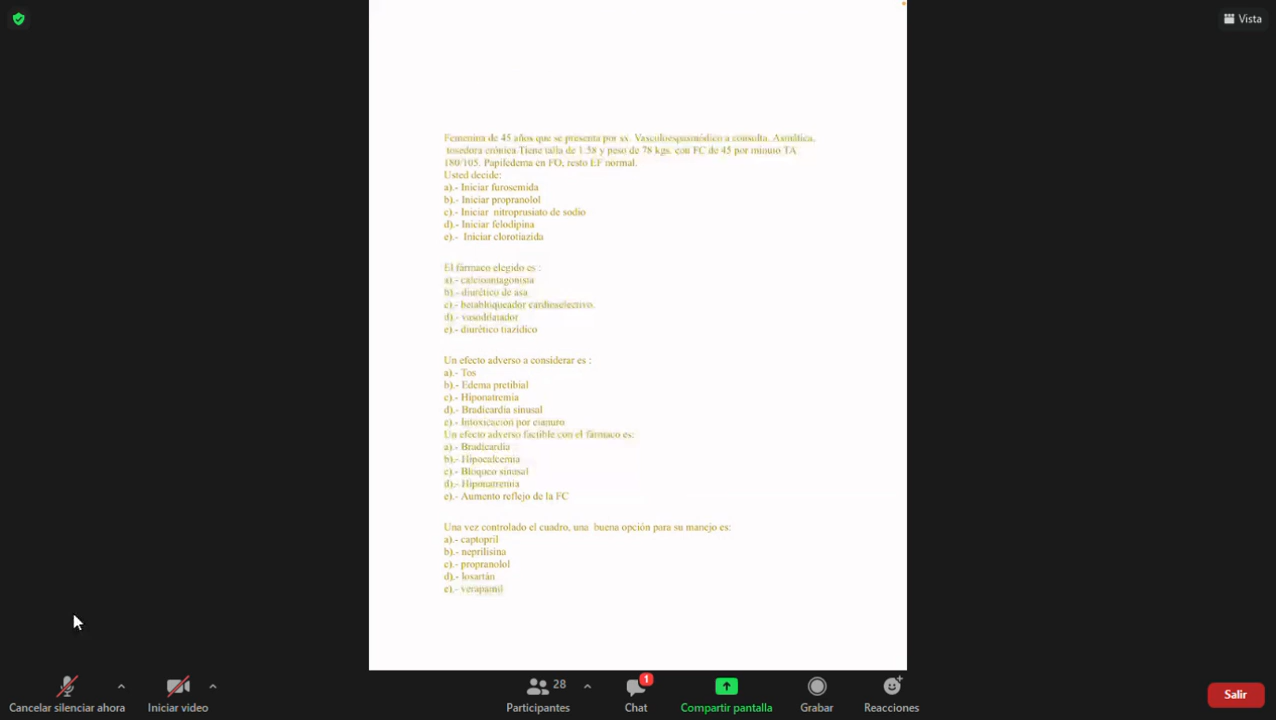 Vista
Femenina de 45 años que se presenta por sx. Vasculoespasmódico a consulta. Asmática,
tosedora crónica.Tiene talla de 1.58 y peso de 78 kgs. con FC de 45 por minuto TA
180/105. Papiledema en FO, resto EF normal.
Usted decide:
a).- Iniciar furosemida
b).- Iniciar propranolol
c).- Iniciar nitroprusiato de sodio
d).- Iniciar felodipina
e).- Iniciar clorotiazida
El fármaco elegido es :
a).- calcioantagonista
b).- diurético de asa
c).- betabloqueador cardioselectivo.
d).- vasodilatador
e).- diurético tiazídico
Un efecto adverso a considerar es :
a).- Tos
b).- Edema pretibial
c).- Hiponatremia
d).- Bradicardia sinusal
e).- Intoxicación por cianuro
Un efecto adverso factible con el fármaco es:
a).- Bradicardia
b).- Hipocalcemia
c).- Bloqueo sinusal
d).- Hiponatremia
e).- Aumento reflejo de la FC
Una vez controlado el cuadro, una buena opción para su manejo es:
a).- captopril
b).- neprilisina
c).- propranolol
d).- losartán
e).- verapamil
28
1
Cancelar silenciar ahora
Iniciar video
Participantes
Chat
Compartir pantalla
Grabar
Reacciones
Salir